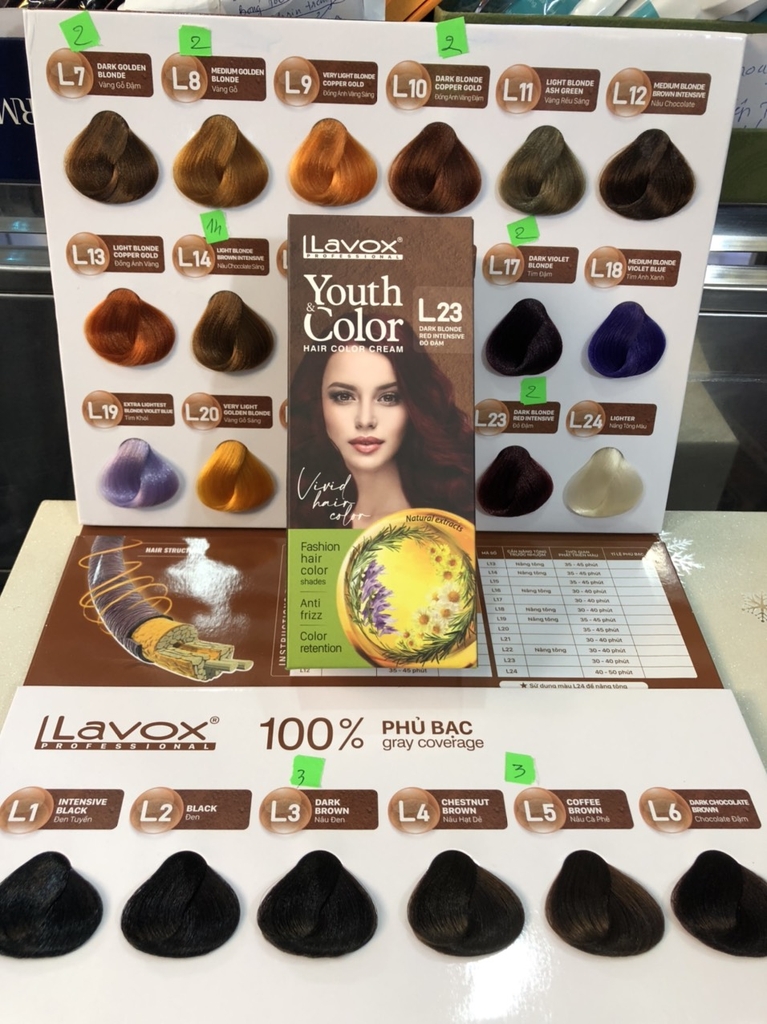 2
2
2
L7
DARK GOLDEN
BLONDE
Vàng Gỗ Đậm
L8
MEDIUM GOLDEN
BLONDE
Vàng Gỗ
L9
VERY LIGHT BLONDE
COPPER GOLD
Đồng Ánh Vàng Sáng
L10
DARK BLONDE
COPPER GOLD
Đồng Ánh Vàng Đậm
L11
LIGHT BLONDE
ASH GREEN
Vàng Rêu Sáng
L12
MEDIUM BLONDE
BROWN INTENSIVE
Nâu Chocolate
2
L13
LIGHT BLONDE
COPPER GOLD
Đồng Ánh Vàng
L14
LIGHT BLONDE
BROWN INTENSIVE
Nâu Chocolate Sáng
L17
DARK VIOLET
BLONDE
Tím Đậm
L18
MEDIUM BLONDE
VIOLET BLUE
Tím Ánh Xanh
2
L19
EXTRA LIGHTEST
BLONDE VIOLET BLUE
Tím Khói
L20
VERY LIGHT
GOLDEN BLONDE
Vàng Gỗ Sáng
L23
DARK BLONDE
RED INTENSIVE
Đỏ Đậm
L24
LIGHTER
Nâng Tông Màu
LLavox®
PROFESSIONAL
Youth
& Color
HAIR COLOR CREAM
L23
DARK BLONDE
RED INTENSIVE
ĐỎ ĐẬM
Vivid
hair
color
Natural extracts
Fashion
hair
color
shades
Anti
frizz
Color
retention
L13 35 - 45 phút
L14 Nâng tông 35 - 45 phút
L15 35 - 45 phút
L16 Nâng tông 30 - 40 phút
L17 30 - 40 phút
L18 Nâng tông 30 - 40 phút
L19 Nâng tông 35 - 45 phút
L20 35 - 45 phút
L21 30 - 40 phút
L22 Nâng tông 30 - 40 phút
L23 30 - 40 phút
L24 40 - 50 phút
L12 35 - 45 phút
★ Sử dụng màu L24 để nâng tông
LLavox®
PROFESSIONAL
100% PHỦ BẠC
gray coverage
3
3
L1
INTENSIVE
BLACK
Đen Tuyền
L2
BLACK
Đen
L3
DARK
BROWN
Nâu Đen
L4
CHESTNUT
BROWN
Nâu Hạt Dẻ
L5
COFFEE
BROWN
Nâu Cà Phê
L6
DARK CHOCOLATE
BROWN
Chocolate Đậm